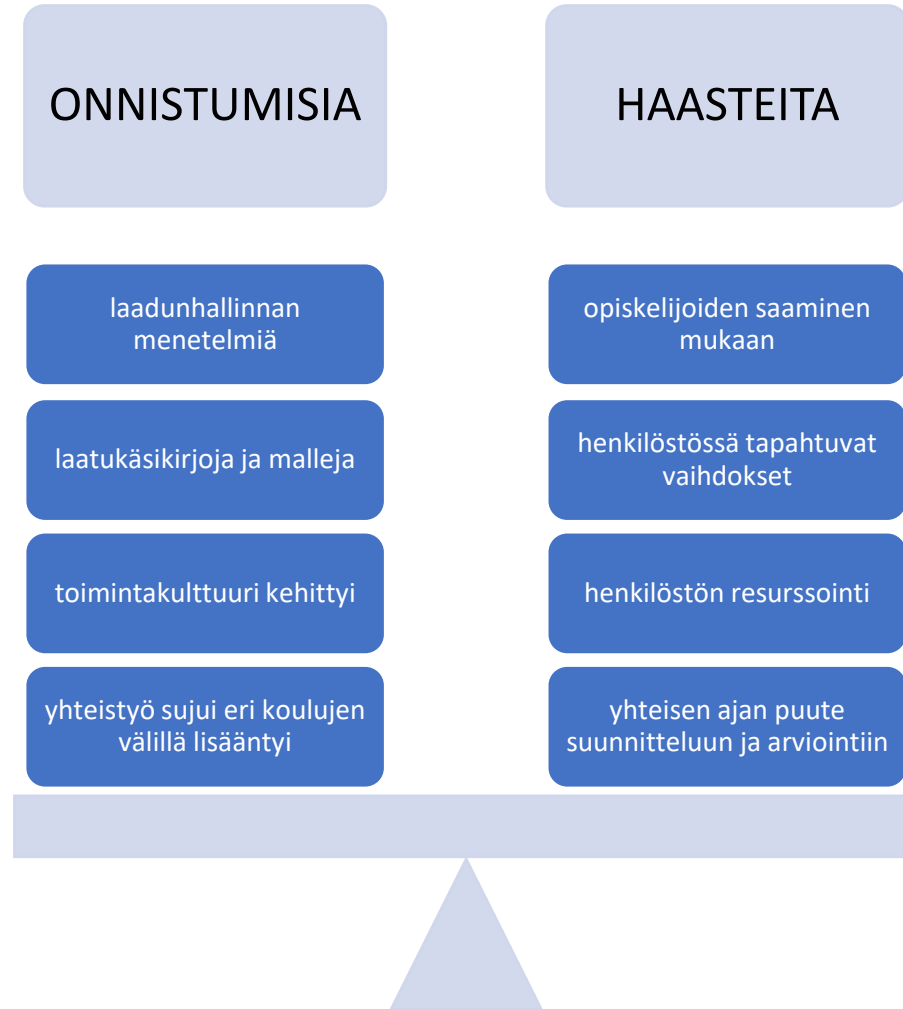 ONNISTUMISIA
laadunhallinnan
menetelmiä
laatukäsikirjoja ja malleja
toimintakulttuuri kehittyi
yhteistyö sujui eri koulujen
välillä lisääntyi
HAASTEITA
opiskelijoiden saaminen
mukaan
henkilöstössä tapahtuvat
vaihdokset
henkilöstön resurssointi
yhteisen ajan puute
suunnitteluun ja arviointiin